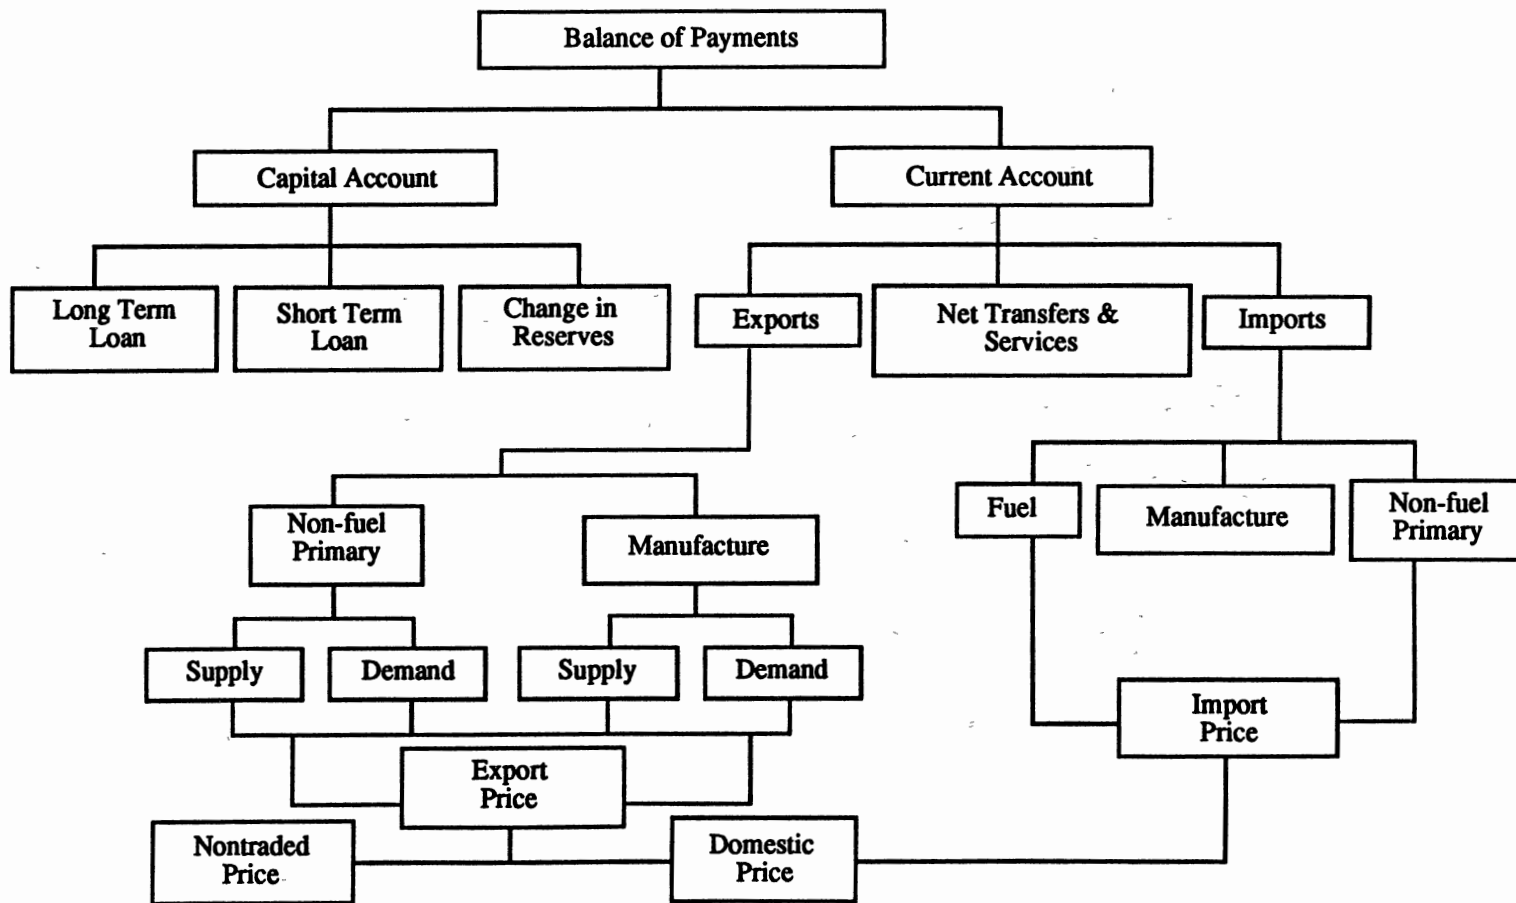 Balance of Payments
Capital Account
Current Account
Long Term
Loan
Short Term
Loan
Change in
Reserves
Exports
Net Transfers &
Services
Imports
Non-fuel
Primary
Manufacture
Fuel
Manufacture
Non-fuel
Primary
Supply
Demand
Supply
Demand
Import
Price
Export
Price
Nontraded
Price
Domestic
Price